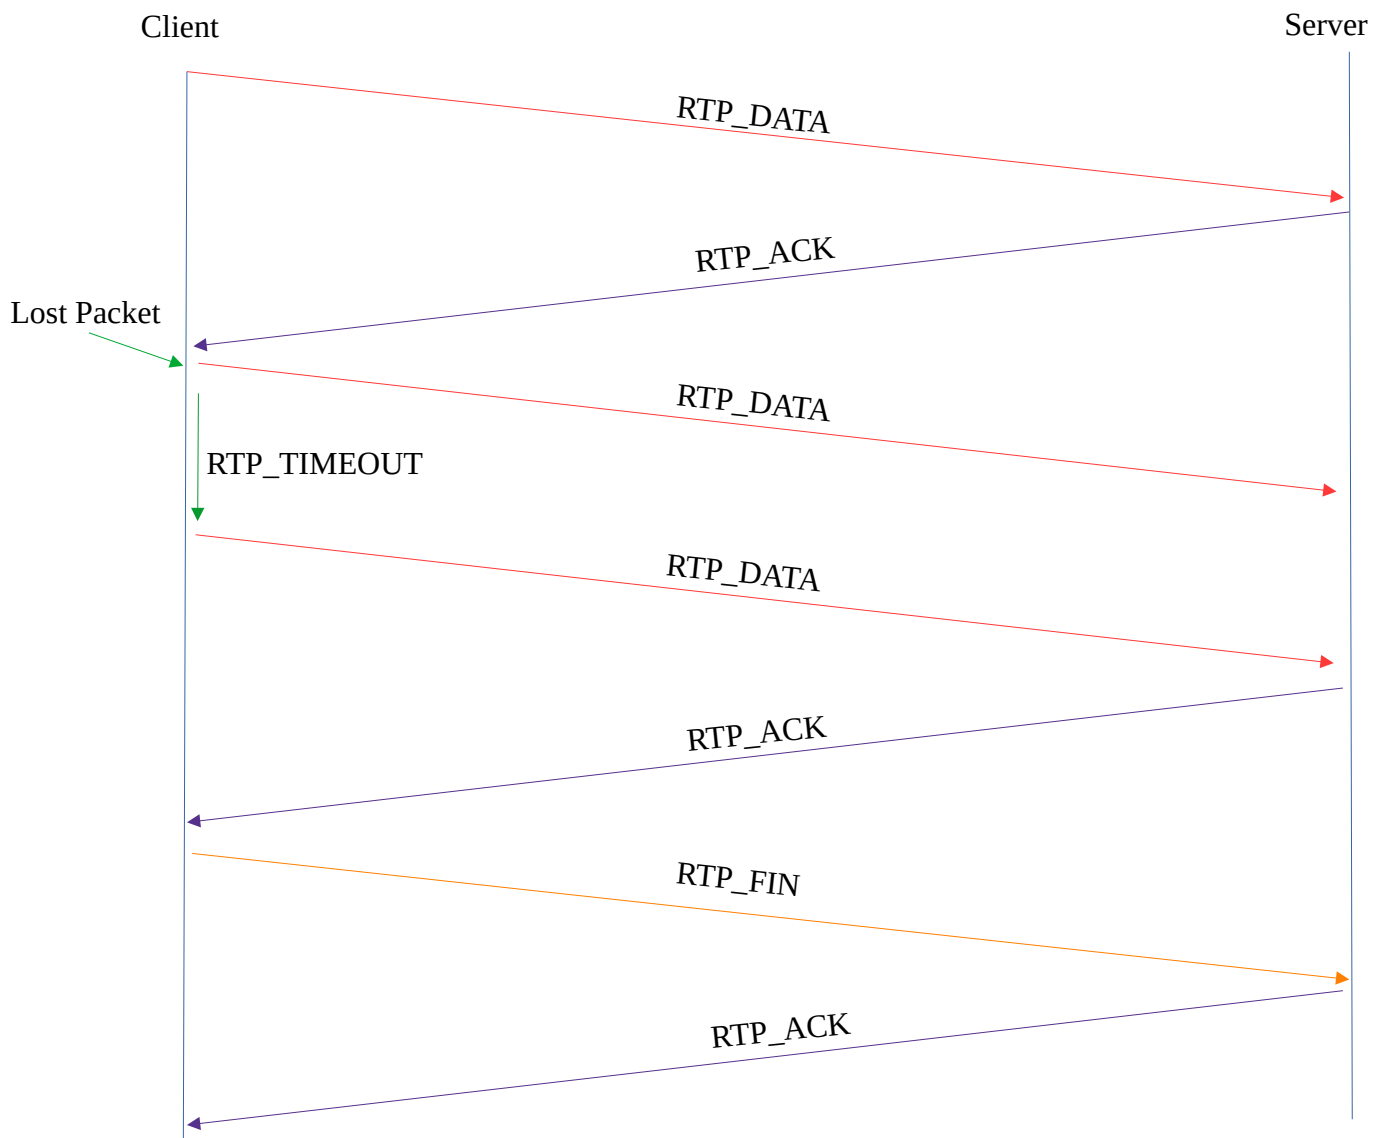 Client
Server
RTP_DATA
RTP_ACK
Lost Packet
RTP_DATA
RTP_TIMEOUT
RTP_DATA
RTP_ACK
RTP_FIN
RTP_ACK